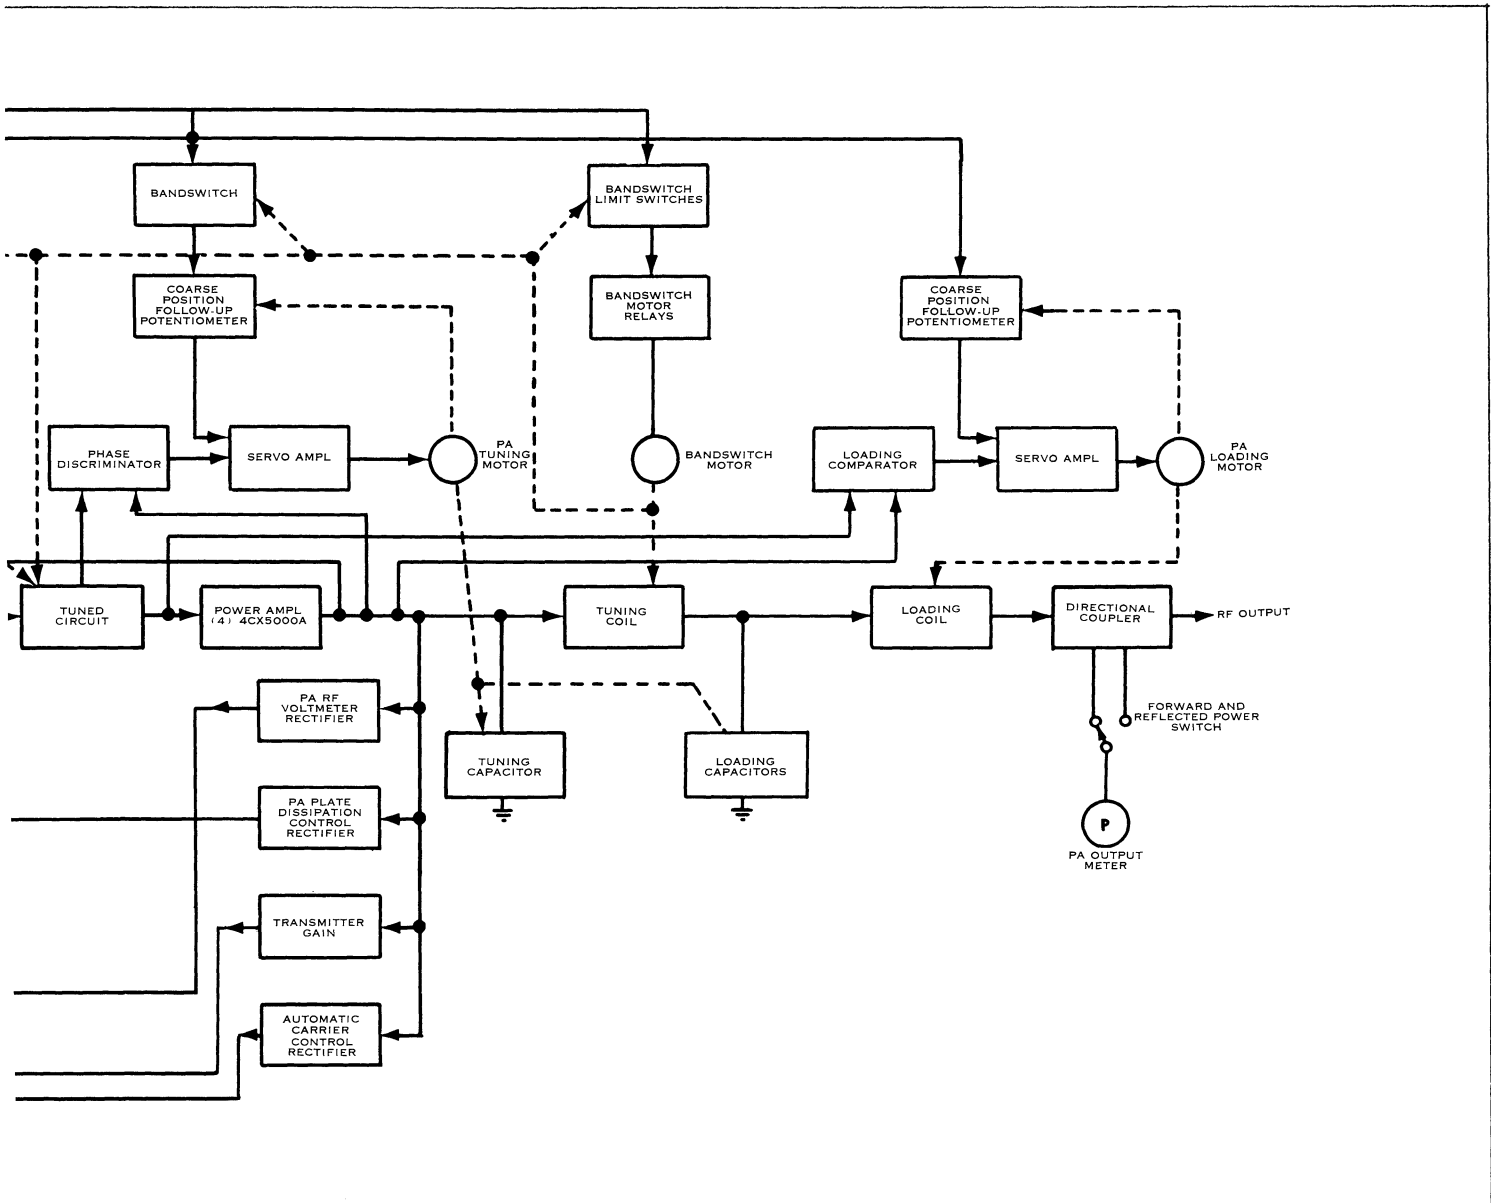 BANDSWITCH
BANDSWITCH
LIMIT SWITCHES
COARSE
POSITION
FOLLOW-UP
POTENTIOMETER
BANDSWITCH
MOTOR
RELAYS
COARSE
POSITION
FOLLOW-UP
POTENTIOMETER
PHASE
DISCRIMINATOR
SERVO AMPL
PA
TUNING
MOTOR
BANDSWITCH
MOTOR
LOADING
COMPARATOR
SERVO AMPL
PA
LOADING
MOTOR
TUNED
CIRCUIT
POWER AMPL
(4) 4CX5000A
TUNING
COIL
LOADING
COIL
DIRECTIONAL
COUPLER
RF OUTPUT
PA RF
VOLTMETER
RECTIFIER
FORWARD AND
REFLECTED POWER
SWITCH
TUNING
CAPACITOR
LOADING
CAPACITORS
PA PLATE
DISSIPATION
CONTROL
RECTIFIER
P
PA OUTPUT
METER
TRANSMITTER
GAIN
AUTOMATIC
CARRIER
CONTROL
RECTIFIER